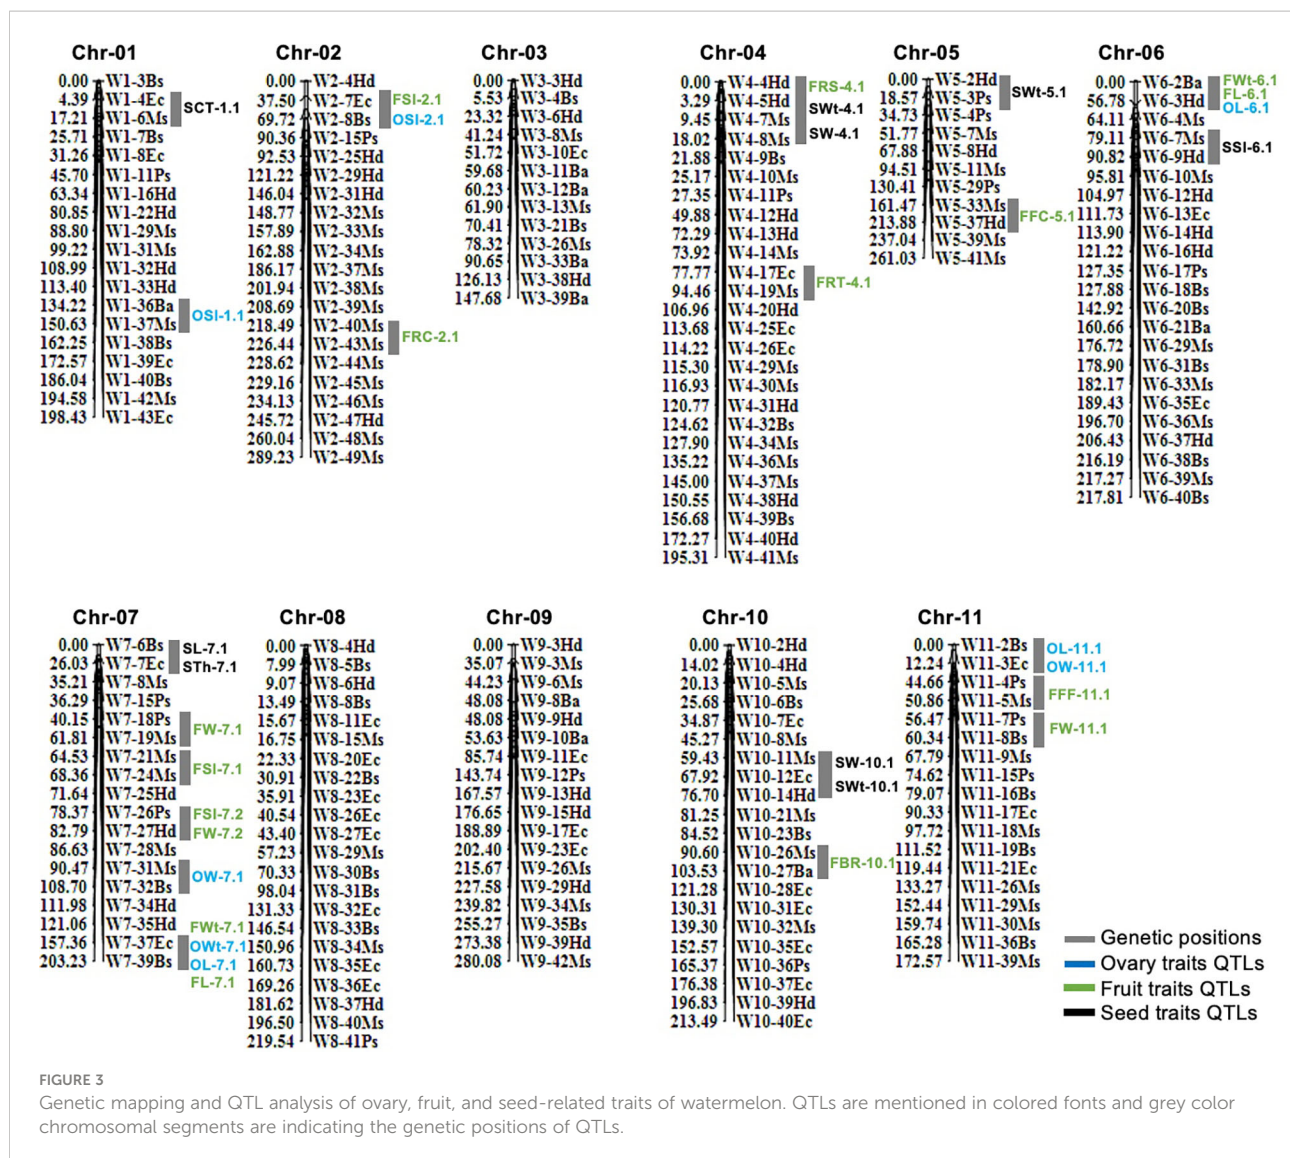 Chr-01
0.00 W1-3Bs
4.39 W1-4Ec
17.21 W1-6Ms
25.71 W1-7Bs
31.26 W1-8Ec
45.70 W1-11Ps
63.34 W1-16Hd
80.85 W1-22Hd
88.80 W1-29Ms
99.22 W1-31Ms
108.99 W1-32Hd
113.40 W1-33Hd
134.22 W1-36Ba
150.63 W1-37Ms
162.25 W1-38Bs
172.57 W1-39Ec
186.04 W1-40Bs
194.58 W1-42Ms
198.43 W1-43Ec
SCT-1.1
OSI-1.1
Chr-02
0.00 W2-4Hd
37.50 W2-7Ec
69.72 W2-8Bs
90.36 W2-15Ps
92.53 W2-25Hd
121.22 W2-29Hd
146.04 W2-31Hd
148.77 W2-32Ms
157.89 W2-33Ms
162.88 W2-34Ms
186.17 W2-37Ms
201.94 W2-38Ms
208.69 W2-39Ms
218.49 W2-40Ms
226.44 W2-43Ms
228.62 W2-44Ms
229.16 W2-45Ms
234.13 W2-46Ms
245.72 W2-47Hd
260.04 W2-48Ms
289.23 W2-49Ms
FSI-2.1
OSI-2.1
FRC-2.1
Chr-03
0.00 W3-3Hd
5.53 W3-4Bs
23.32 W3-6Hd
41.24 W3-8Ms
51.72 W3-10Ec
59.68 W3-11Ba
60.23 W3-12Ba
61.90 W3-13Ms
70.41 W3-21Bs
78.32 W3-26Ms
90.65 W3-33Ba
126.13 W3-38Hd
147.68 W3-39Ba
Chr-04
0.00 W4-4Hd
3.29 W4-5Hd
9.45 W4-7Ms
18.02 W4-8Ms
21.88 W4-9Bs
25.17 W4-10Ms
27.35 W4-11Ps
49.88 W4-12Hd
72.29 W4-13Hd
73.92 W4-14Ms
77.77 W4-17Ec
94.46 W4-19Ms
106.96 W4-20Hd
113.68 W4-25Ec
114.22 W4-26Ec
115.30 W4-29Ms
116.93 W4-30Ms
120.77 W4-31Hd
124.62 W4-32Bs
127.90 W4-34Ms
135.22 W4-36Ms
145.00 W4-37Ms
150.55 W4-38Hd
156.68 W4-39Bs
172.27 W4-40Hd
195.31 W4-41Ms
FRS-4.1
SWt-4.1
SW-4.1
FRT-4.1
Chr-05
0.00 W5-2Hd
18.57 W5-3Ps
34.73 W5-4Ps
51.77 W5-7Ms
67.88 W5-8Hd
94.51 W5-11Ms
130.41 W5-29Ps
161.47 W5-33Ms
213.88 W5-37Hd
237.04 W5-39Ms
261.03 W5-41Ms
SWt-5.1
FFC-5.1
Chr-06
0.00 W6-2Ba
56.78 W6-3Hd
64.11 W6-4Ms
79.11 W6-7Ms
90.82 W6-9Hd
95.81 W6-10Ms
104.97 W6-12Hd
111.73 W6-13Ec
113.90 W6-14Hd
121.22 W6-16Hd
127.35 W6-17Ps
127.88 W6-18Bs
142.92 W6-20Bs
160.66 W6-21Ba
176.72 W6-29Ms
178.90 W6-31Bs
182.17 W6-33Ms
189.43 W6-35Ec
196.70 W6-36Ms
206.43 W6-37Hd
216.19 W6-38Bs
217.27 W6-39Ms
217.81 W6-40Bs
FWt-6.1
FL-6.1
OL-6.1
SSI-6.1
Chr-07
0.00 W7-6Bs
26.03 W7-7Ec
35.21 W7-8Ms
36.29 W7-15Ps
40.15 W7-18Ps
61.81 W7-19Ms
64.53 W7-21Ms
68.36 W7-24Ms
71.64 W7-25Hd
78.37 W7-26Ps
82.79 W7-27Hd
86.63 W7-28Ms
90.47 W7-31Ms
108.70 W7-32Bs
111.98 W7-34Hd
121.06 W7-35Hd
157.36 W7-37Ec
203.23 W7-39Bs
SL-7.1
STh-7.1
FW-7.1
FSI-7.1
FSI-7.2
FW-7.2
OW-7.1
FWt-7.1
OWt-7.1
OL-7.1
FL-7.1
Chr-08
0.00 W8-4Hd
7.99 W8-5Bs
9.07 W8-6Hd
13.49 W8-8Bs
15.67 W8-11Ec
16.75 W8-15Ms
22.33 W8-20Ec
30.91 W8-22Bs
35.91 W8-23Ec
40.54 W8-26Ec
43.40 W8-27Ec
57.23 W8-29Ms
70.33 W8-30Bs
98.04 W8-31Bs
131.33 W8-32Ec
146.54 W8-33Bs
150.96 W8-34Ms
160.73 W8-35Ec
169.26 W8-36Ec
181.62 W8-37Hd
196.50 W8-40Ms
219.54 W8-41Ps
Chr-09
0.00 W9-3Hd
35.07 W9-3Ms
44.23 W9-6Ms
48.08 W9-8Ba
48.08 W9-9Hd
53.63 W9-10Ba
85.74 W9-11Ec
143.74 W9-12Ps
167.57 W9-13Hd
176.65 W9-15Hd
188.89 W9-17Ec
202.40 W9-23Ec
215.67 W9-26Ms
227.58 W9-29Hd
239.82 W9-34Ms
255.27 W9-35Bs
273.38 W9-39Hd
280.08 W9-42Ms
Chr-10
0.00 W10-2Hd
14.02 W10-4Hd
20.13 W10-5Ms
25.68 W10-6Bs
34.87 W10-7Ec
45.27 W10-8Ms
59.43 W10-11Ms
67.92 W10-12Ec
76.70 W10-14Hd
81.25 W10-21Ms
84.52 W10-23Bs
90.60 W10-26Ms
103.53 W10-27Ba
121.28 W10-28Ec
130.31 W10-31Ec
139.30 W10-32Ms
152.57 W10-35Ec
165.37 W10-36Ps
176.38 W10-37Ec
196.83 W10-39Hd
213.49 W10-40Ec
SW-10.1
SWt-10.1
FBR-10.1
Chr-11
0.00 W11-2Bs
12.24 W11-3Ec
44.66 W11-4Ps
50.86 W11-5Ms
56.47 W11-7Ps
60.34 W11-8Bs
67.79 W11-9Ms
74.62 W11-15Ps
79.07 W11-16Bs
90.33 W11-17Ec
97.72 W11-18Ms
111.52 W11-19Bs
119.44 W11-21Ec
133.27 W11-26Ms
152.44 W11-29Ms
159.74 W11-30Ms
165.28 W11-36Bs
172.57 W11-39Ms
OL-11.1
OW-11.1
FFF-11.1
FW-11.1
Genetic positions
Ovary traits QTLs
Fruit traits QTLs
Seed traits QTLs
FIGURE 3
Genetic mapping and QTL analysis of ovary, fruit, and seed-related traits of watermelon. QTLs are mentioned in colored fonts and grey color
chromosomal segments are indicating the genetic positions of QTLs.